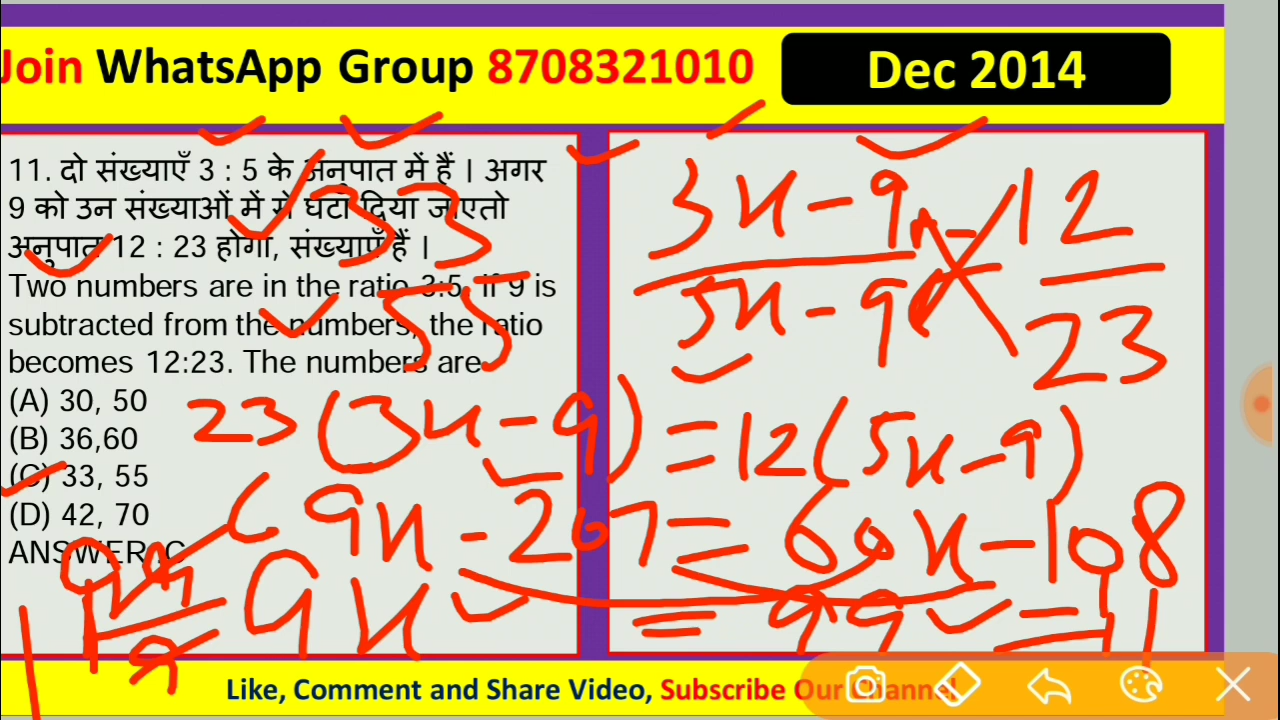 Join WhatsApp Group 8708321010
Dec 2014
11. दो संख्याएँ 3 : 5 के अनुपात में हैं । अगर
9 को उन संख्याओं में से घटा दिया जाएतो
अनुपात 12 : 23 होगा, संख्याएँ हैं ।
Two numbers are in the ratio 3:5. If 9 is
subtracted from the numbers, the ratio
becomes 12:23. The numbers are
(A) 30, 50
(B) 36,60
(C) 33, 55
(D) 42, 70
ANSWER: C
33
55
3x-9 = 12
5x-9 23
23(3x-9) = 12(5x-9)
69x-207 = 60x-108
9x = 99
Like, Comment and Share Video, Subscribe Our Channel